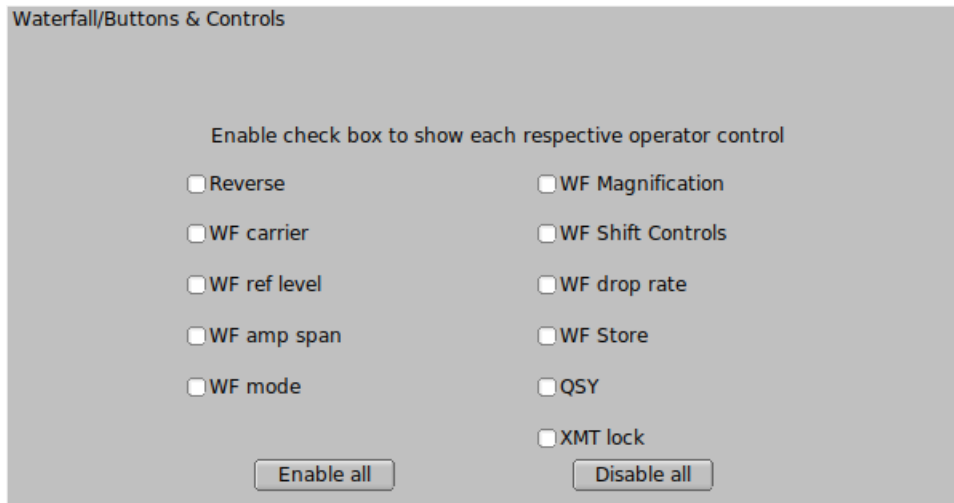 Waterfall/Buttons & Controls
Enable check box to show each respective operator control
Reverse
WF Magnification
WF carrier
WF Shift Controls
WF ref level
WF drop rate
WF amp span
WF Store
WF mode
QSY
XMT lock
Enable all
Disable all